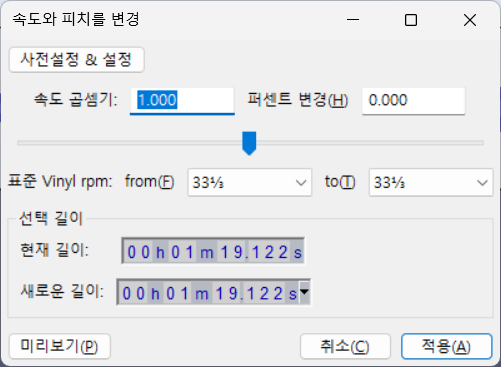 속도와 피치를 변경
사전설정 & 설정
속도 곱셈기: 1.000 퍼센트 변경(H) 0.000
표준 Vinyl rpm: from(F) 33⅓ to(T) 33⅓
선택 길이
현재 길이: 00h01m19.122s
새로운 길이: 00h01m19.122s
미리보기(P) 취소(C) 적용(A)